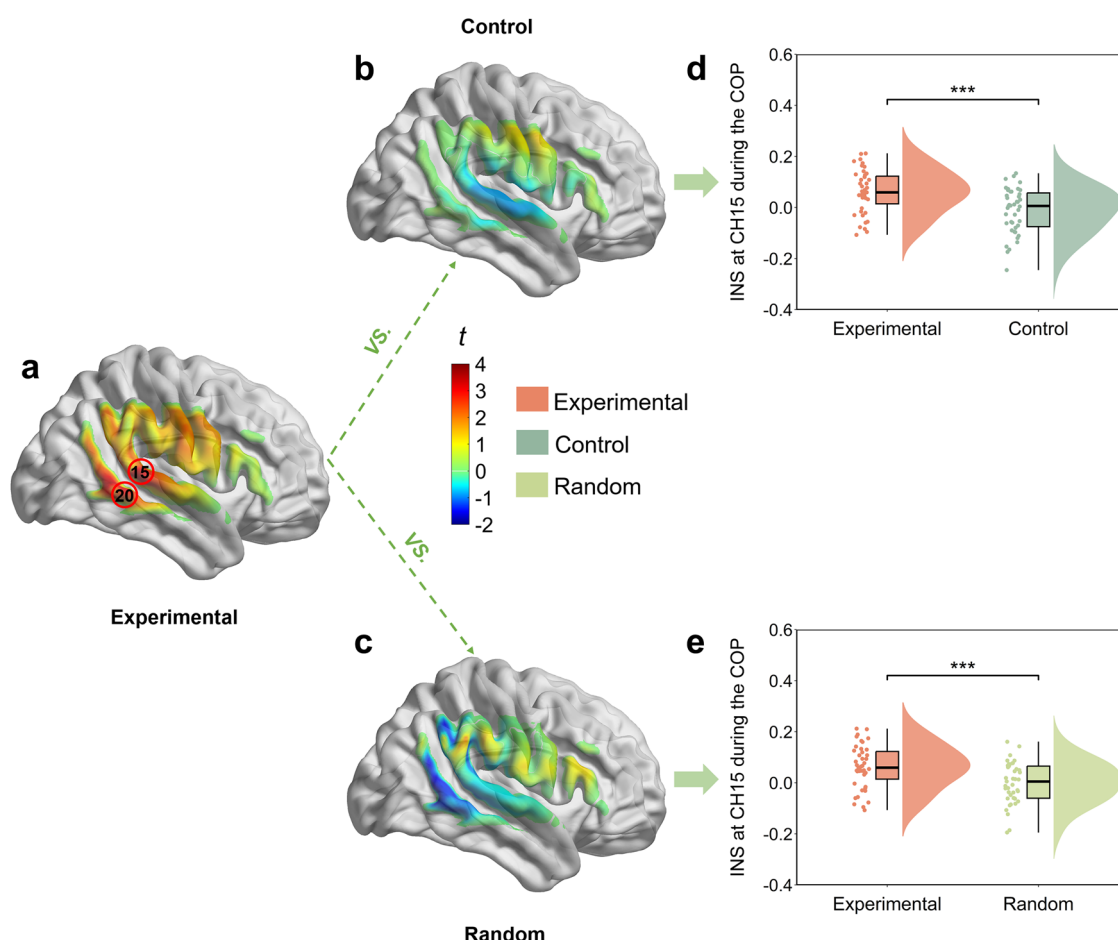 Control
b
d
INS at CH15 during the COP
0.6
0.4
0.2
0.0
-0.2
-0.4
***
Experimental
Control
vs.
a
15
20
Experimental
t
4
3
2
1
0
-1
-2
Experimental
Control
Random
vs.
c
Random
e
INS at CH15 during the COP
0.6
0.4
0.2
0.0
-0.2
-0.4
***
Experimental
Random